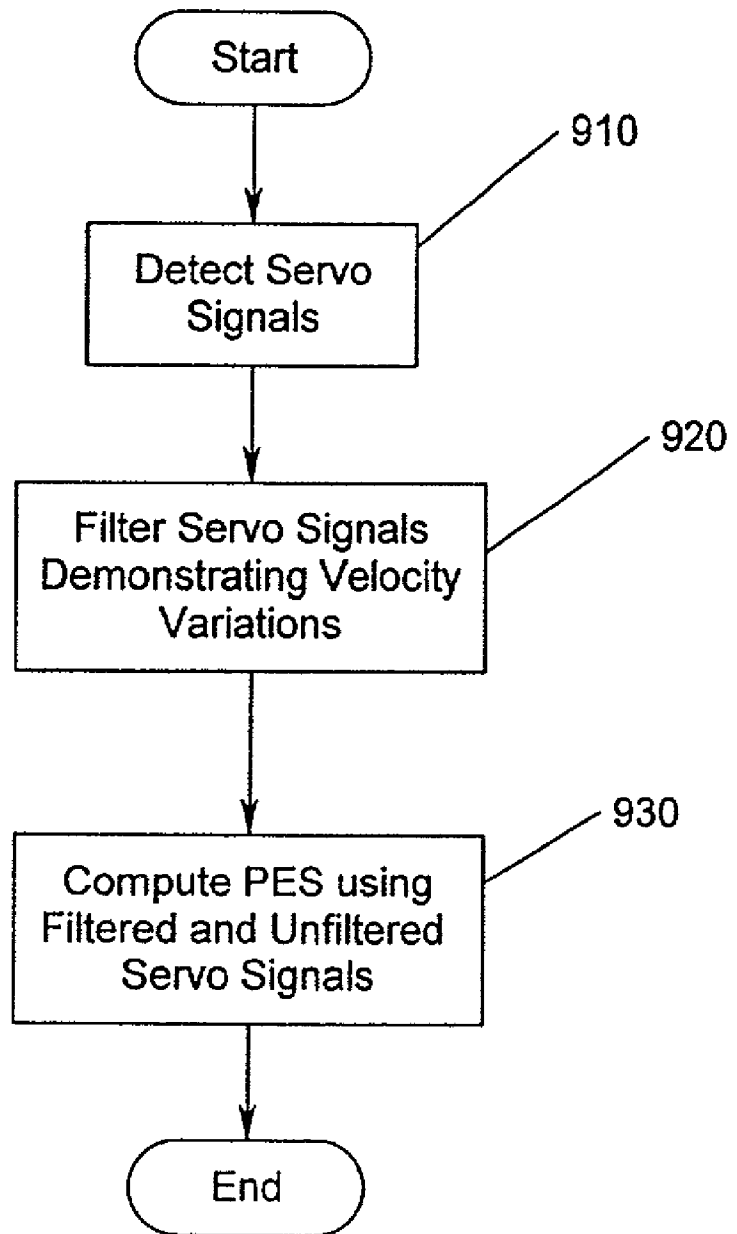 Start
910
Detect Servo
Signals
920
Filter Servo Signals
Demonstrating Velocity
Variations
930
Compute PES using
Filtered and Unfiltered
Servo Signals
End